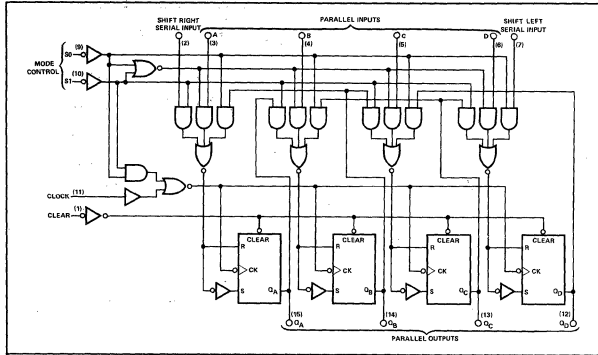 SHIFT RIGHT
SERIAL INPUT
PARALLEL INPUTS
SHIFT LEFT
SERIAL INPUT
(2)
A
(3)
B
(4)
C
(5)
D
(6)
(7)
MODE
CONTROL
S0
(9)
S1
(10)
CLOCK
(11)
CLEAR
(1)
CLEAR
R
CK
S
QA
CLEAR
R
CK
S
QB
CLEAR
R
CK
S
QC
CLEAR
R
CK
S
QD
(15)
QA
(14)
QB
(13)
QC
(12)
QD
PARALLEL OUTPUTS